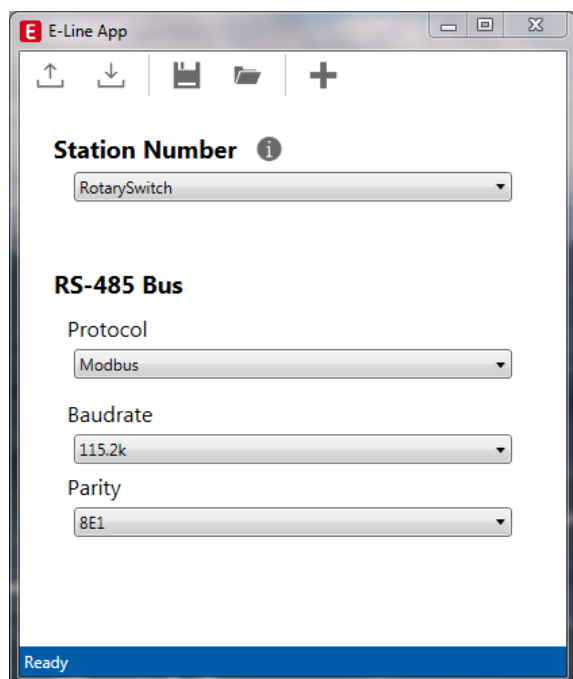 E E-Line App
Station Number i
RotarySwitch
RS-485 Bus
Protocol
Modbus
Baudrate
115.2k
Parity
8E1
Ready